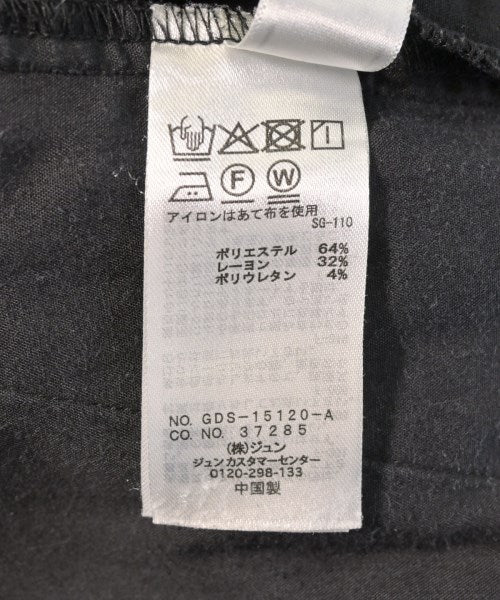 F W
アイロンはあて布を使用
SG-110
ポリエステル 64%
レーヨン 32%
ポリウレタン 4%
NO. GDS-15120-A
CO. NO. 37285
(株)ジュン
ジュンカスタマーセンター
0120-298-133
中国製